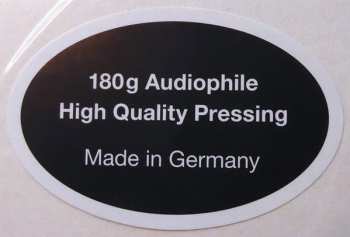 180g Audiophile
High Quality Pressing
Made in Germany